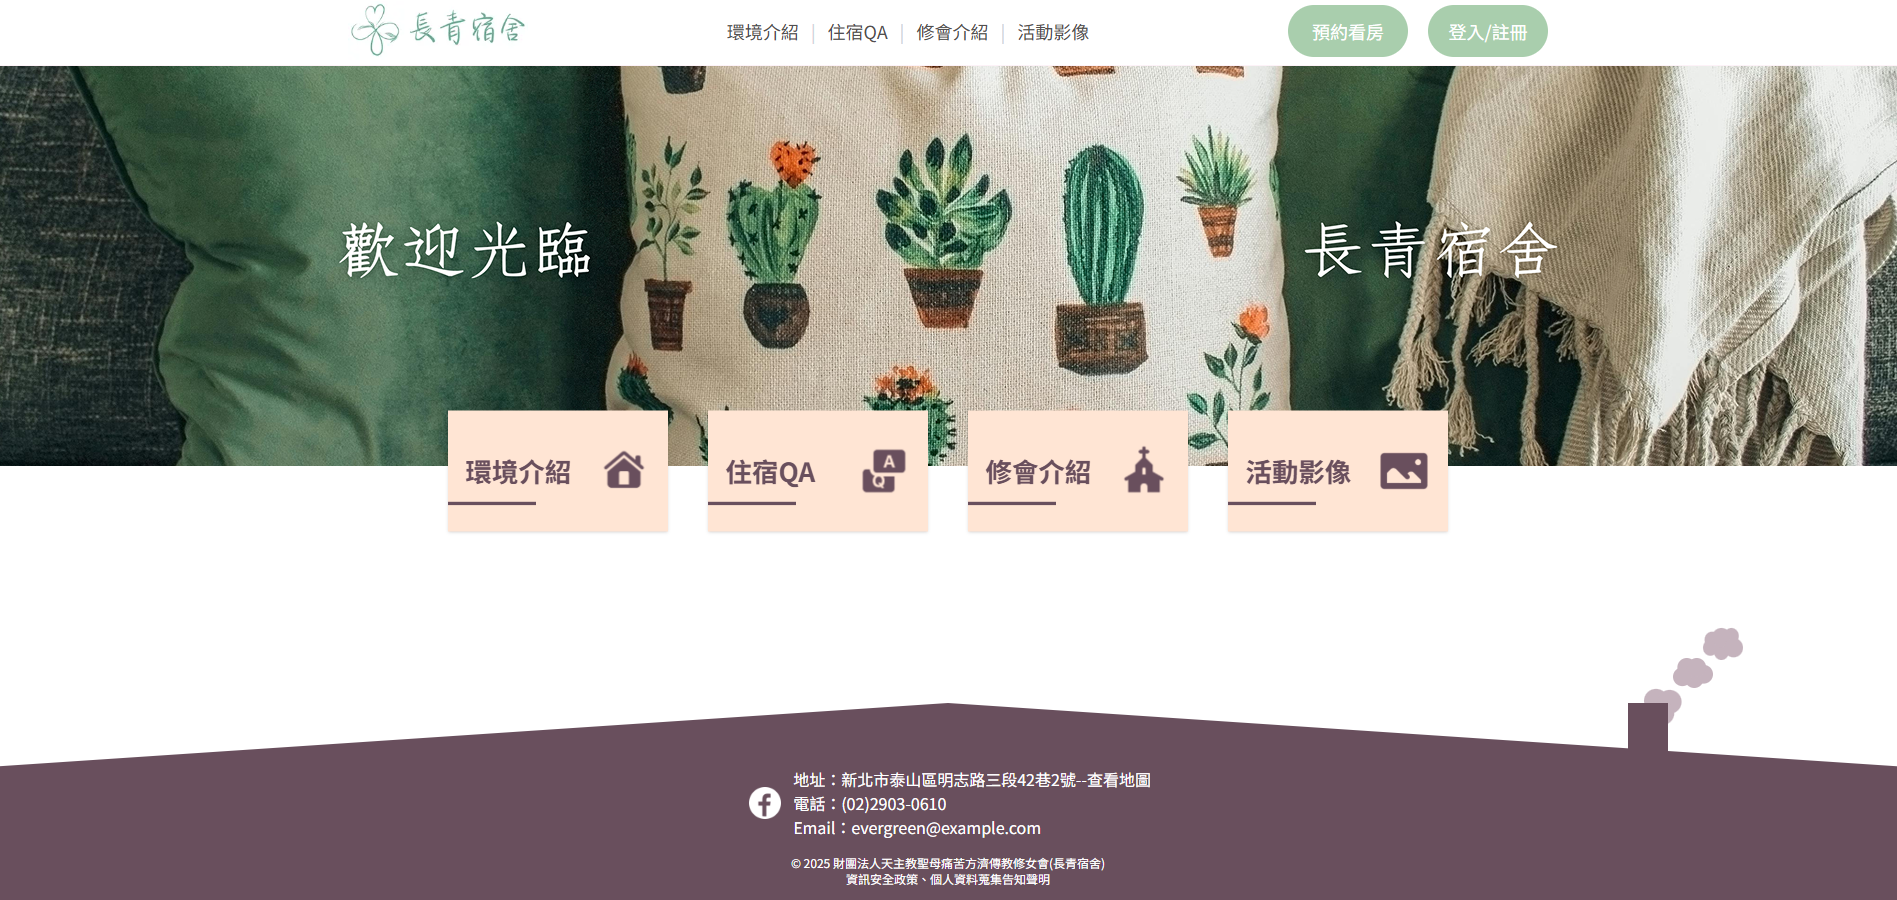 長青宿舍
環境介紹 | 住宿QA | 修會介紹 | 活動影像
預約看房
登入/註冊
歡迎光臨
長青宿舍
環境介紹
住宿QA
A
Q
修會介紹
活動影像
地址：新北市泰山區明志路三段42巷2號--查看地圖
電話：(02)2903-0610
Email：evergreen@example.com
© 2025 財團法人天主教聖母痛苦方濟傳教修女會(長青宿舍)
資訊安全政策、個人資料蒐集告知聲明